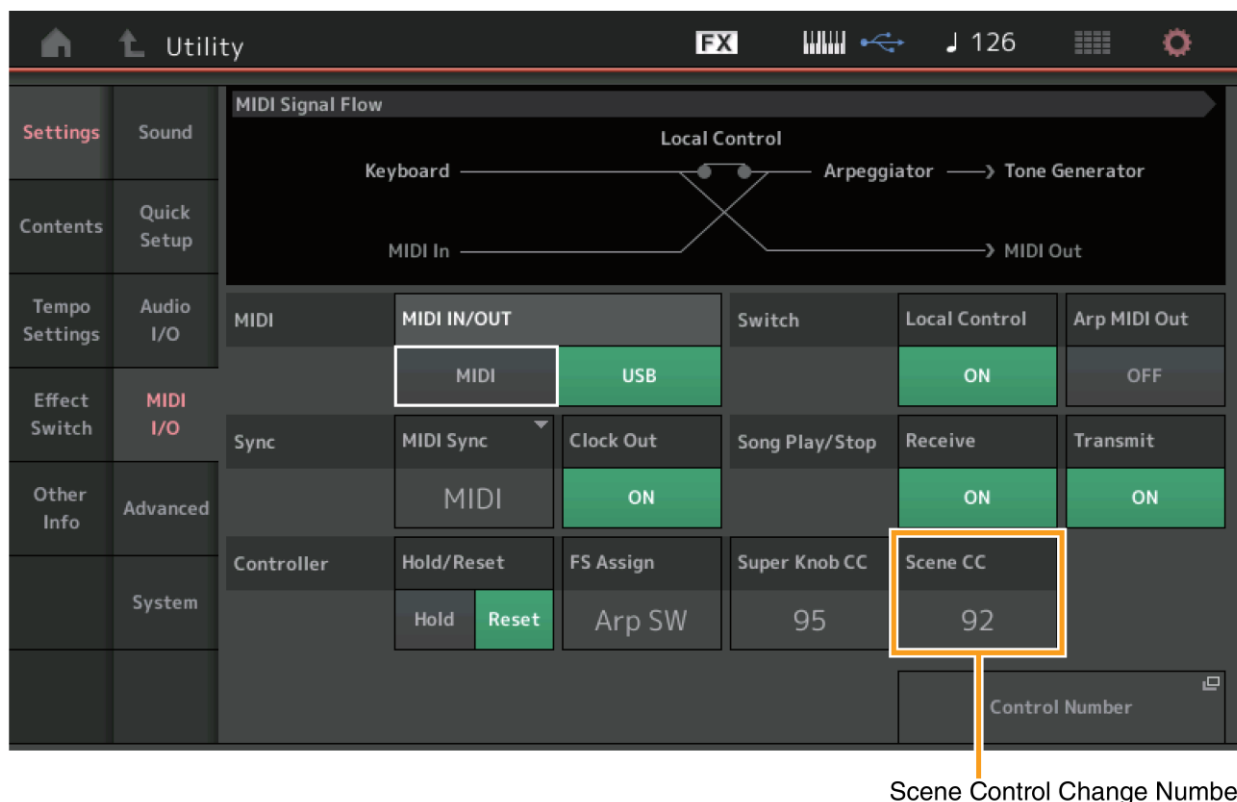 Utility
FX
♩ 126
Settings
Sound
Contents
Quick
Setup
Tempo
Settings
Audio
I/O
Effect
Switch
MIDI
I/O
Other
Info
Advanced
System
MIDI Signal Flow
Local Control
Keyboard
Arpeggiator
Tone Generator
MIDI In
MIDI Out
MIDI
MIDI IN/OUT
Switch
Local Control
Arp MIDI Out
MIDI
USB
ON
OFF
Sync
MIDI Sync
Clock Out
Song Play/Stop
Receive
Transmit
MIDI
ON
ON
ON
Controller
Hold/Reset
FS Assign
Super Knob CC
Scene CC
Hold
Reset
Arp SW
95
92
Control Number
Scene Control Change Numbe